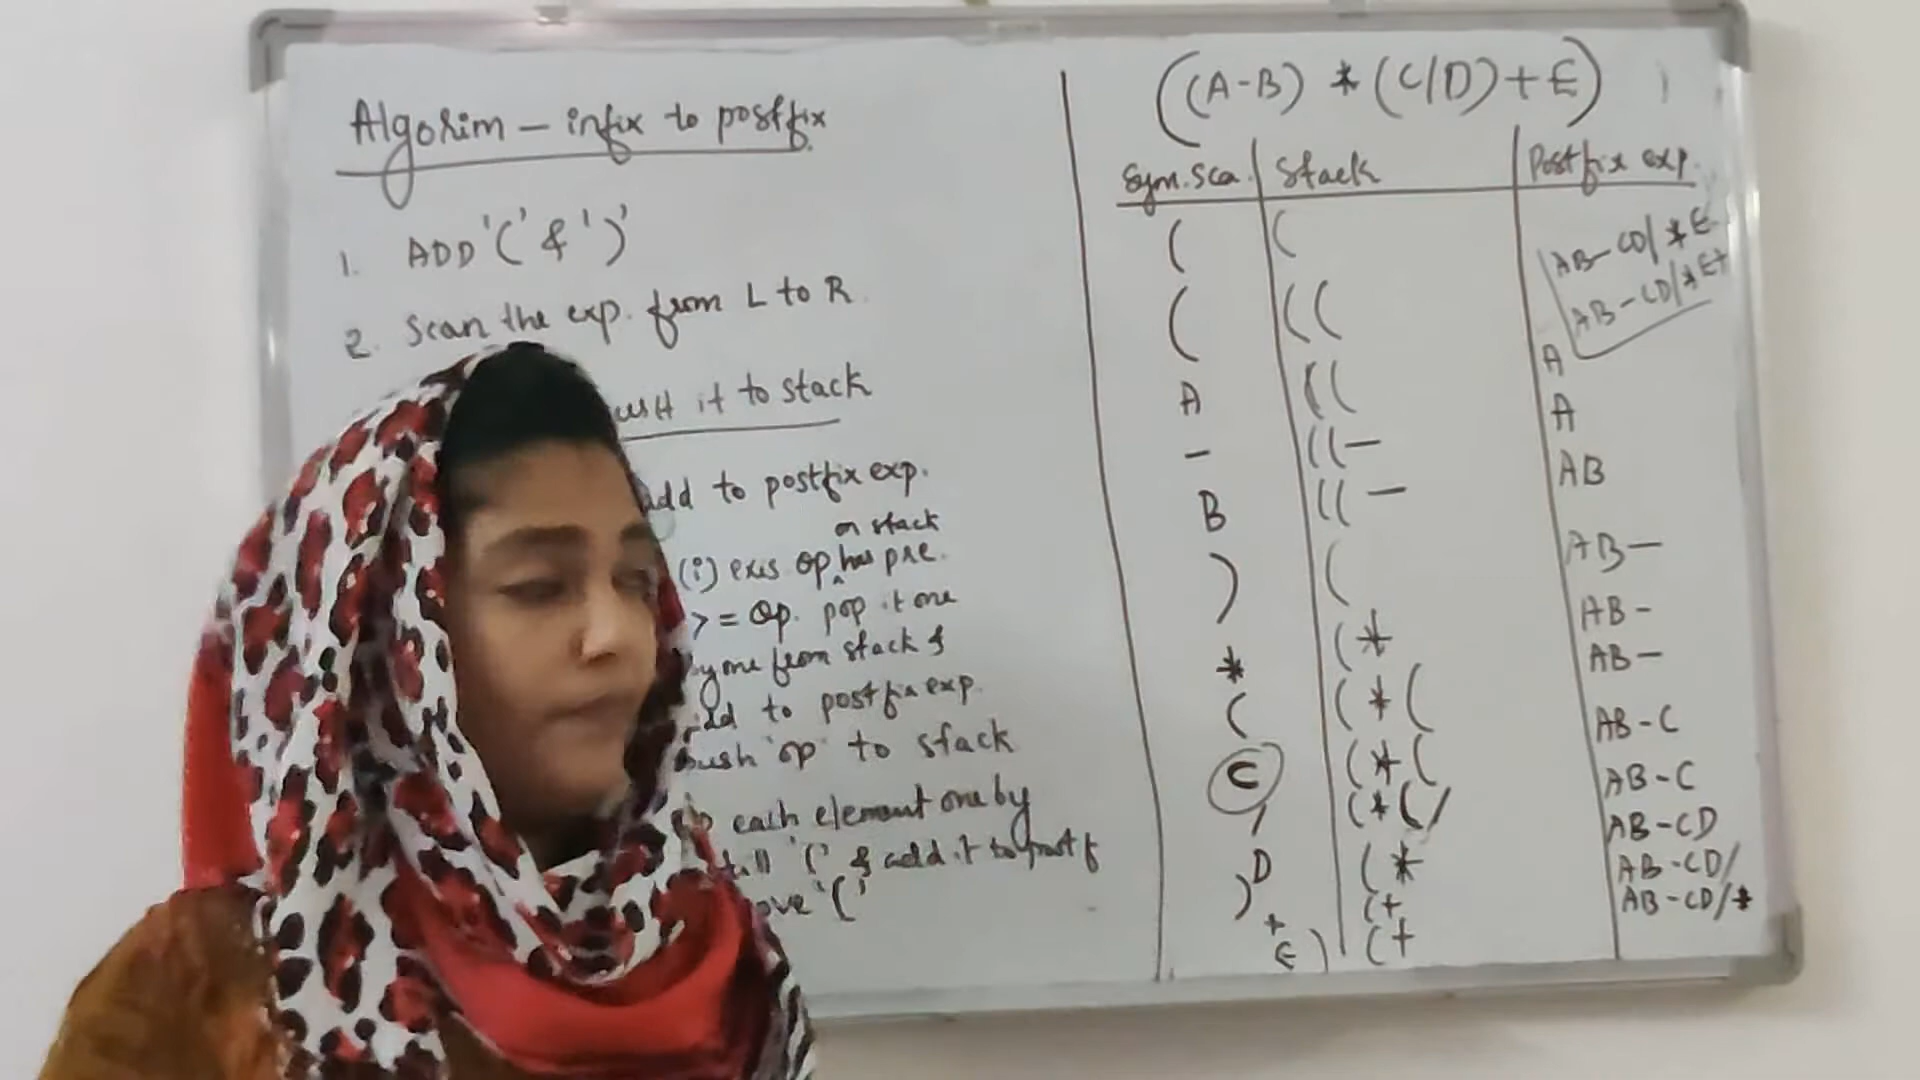 Algorim – infix to postfix
1. ADD '(' & ')'
2. Scan the exp. from L to R
it to stack
add to postfix exp.
on stack
(i) exis op has pre.
>= op. pop it one
by one from stack &
add to postfix exp.
push 'op' to stack
each element one by
till '(' & add it to postf
'('
((A-B) * (C/D)+E)
Sym. Sca. Stack Postfix exp.
( (
( ((
A (( A
- ((- A
B ((- AB
) ( AB-
* (* AB-
( (*( AB-
C (*( AB-C
/ (*(/ AB-C
D AB-CD
) (* AB-CD/
+ (+ AB-CD/*
E (+ AB-CD/*E
) AB-CD/*E+